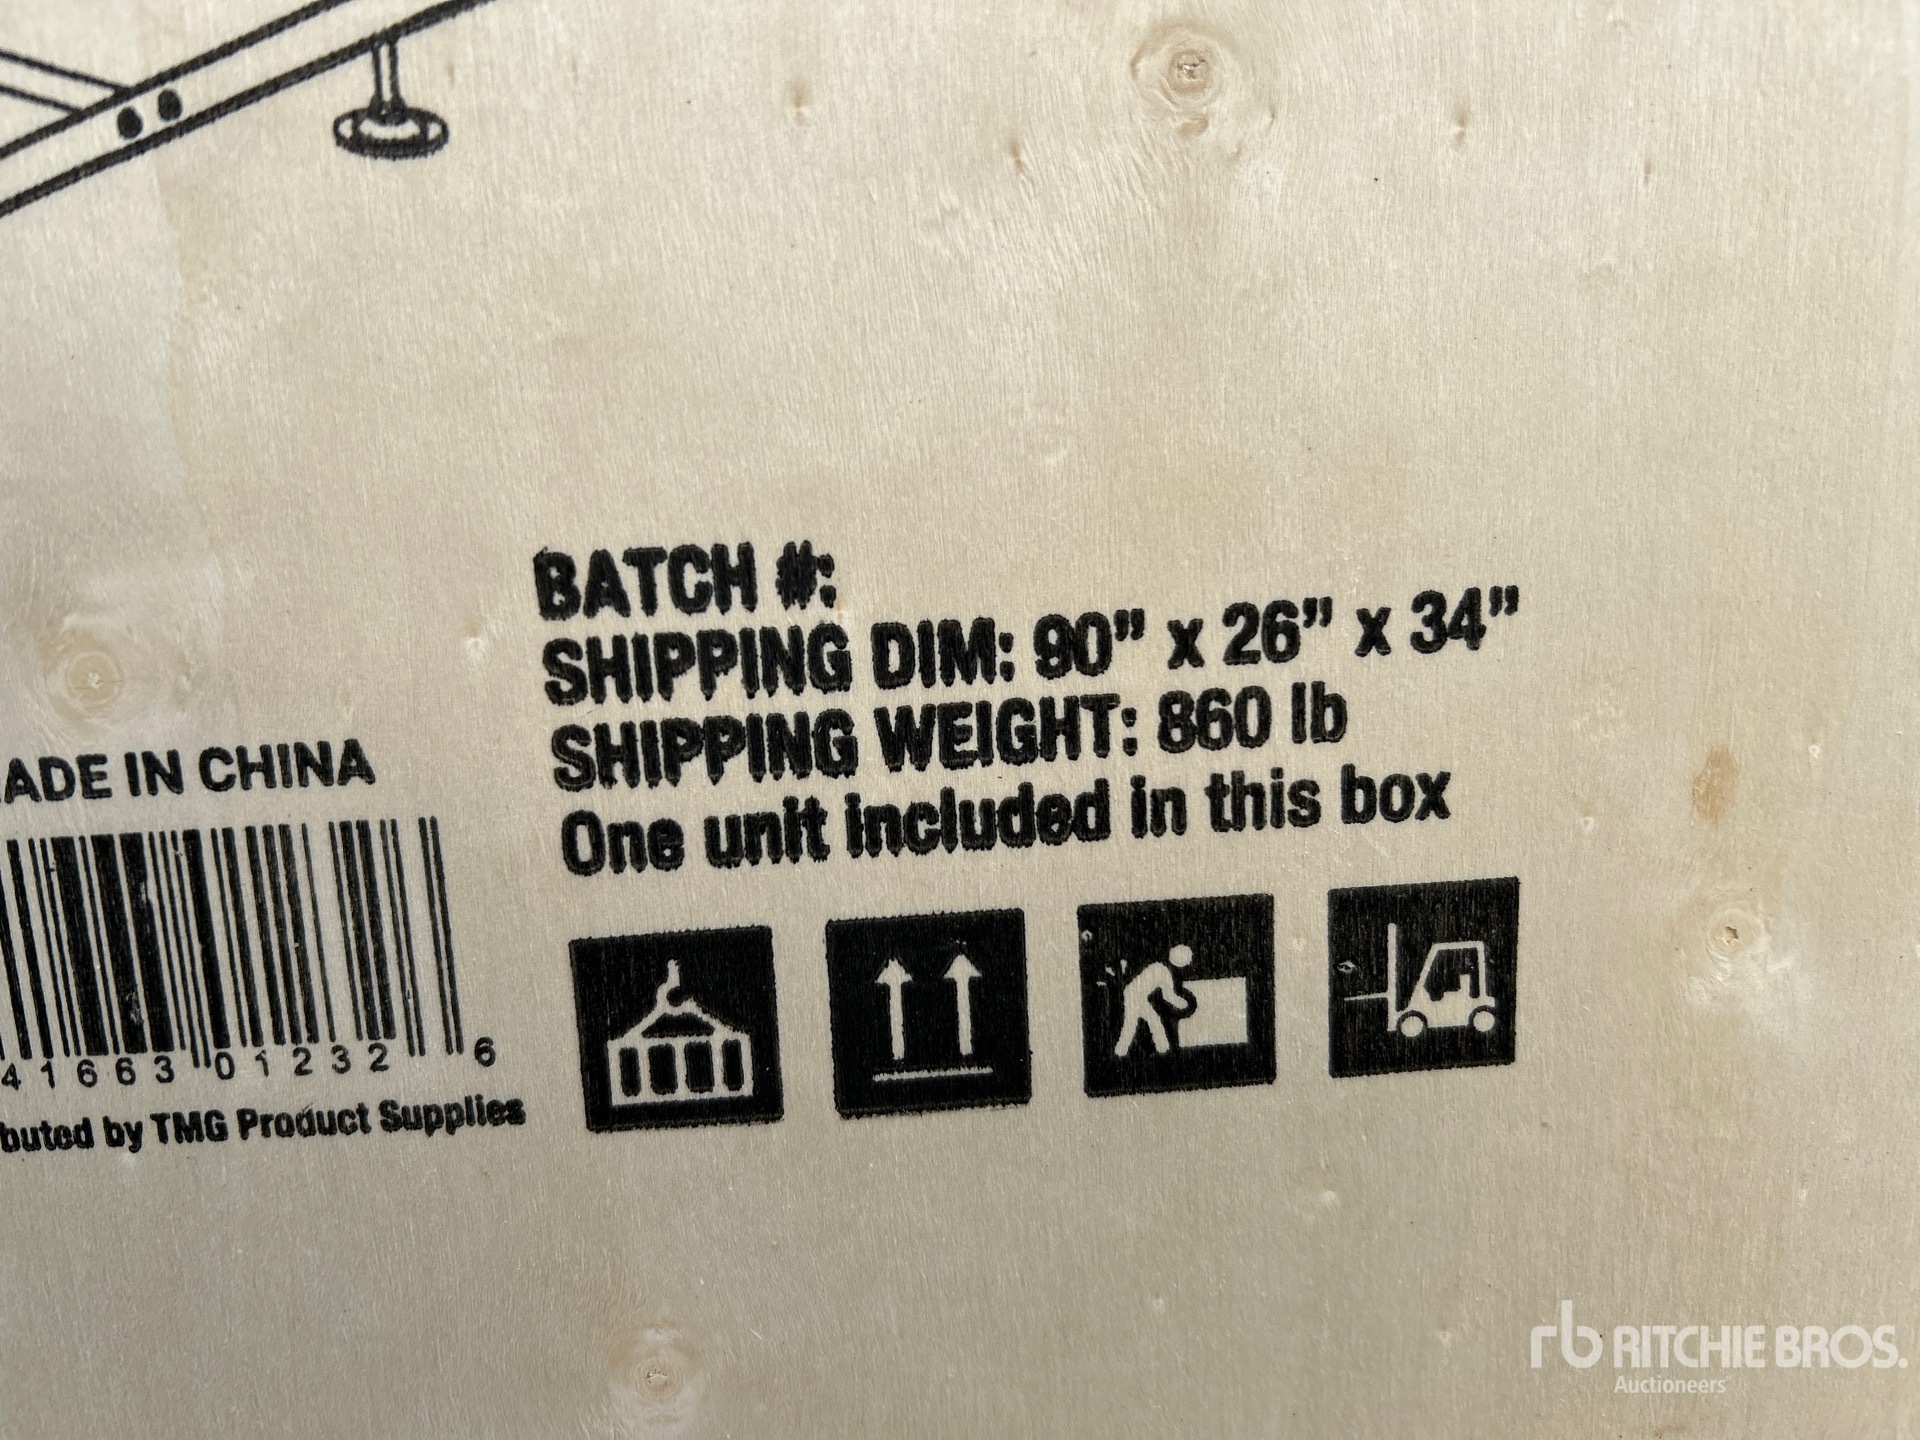 BATCH #:
SHIPPING DIM: 90” x 26” x 34”
SHIPPING WEIGHT: 860 lb
One unit included in this box
ADE IN CHINA
41663 01232 6
buted by TMG Product Supplies
rb RITCHIE BROS.
Auctioneers